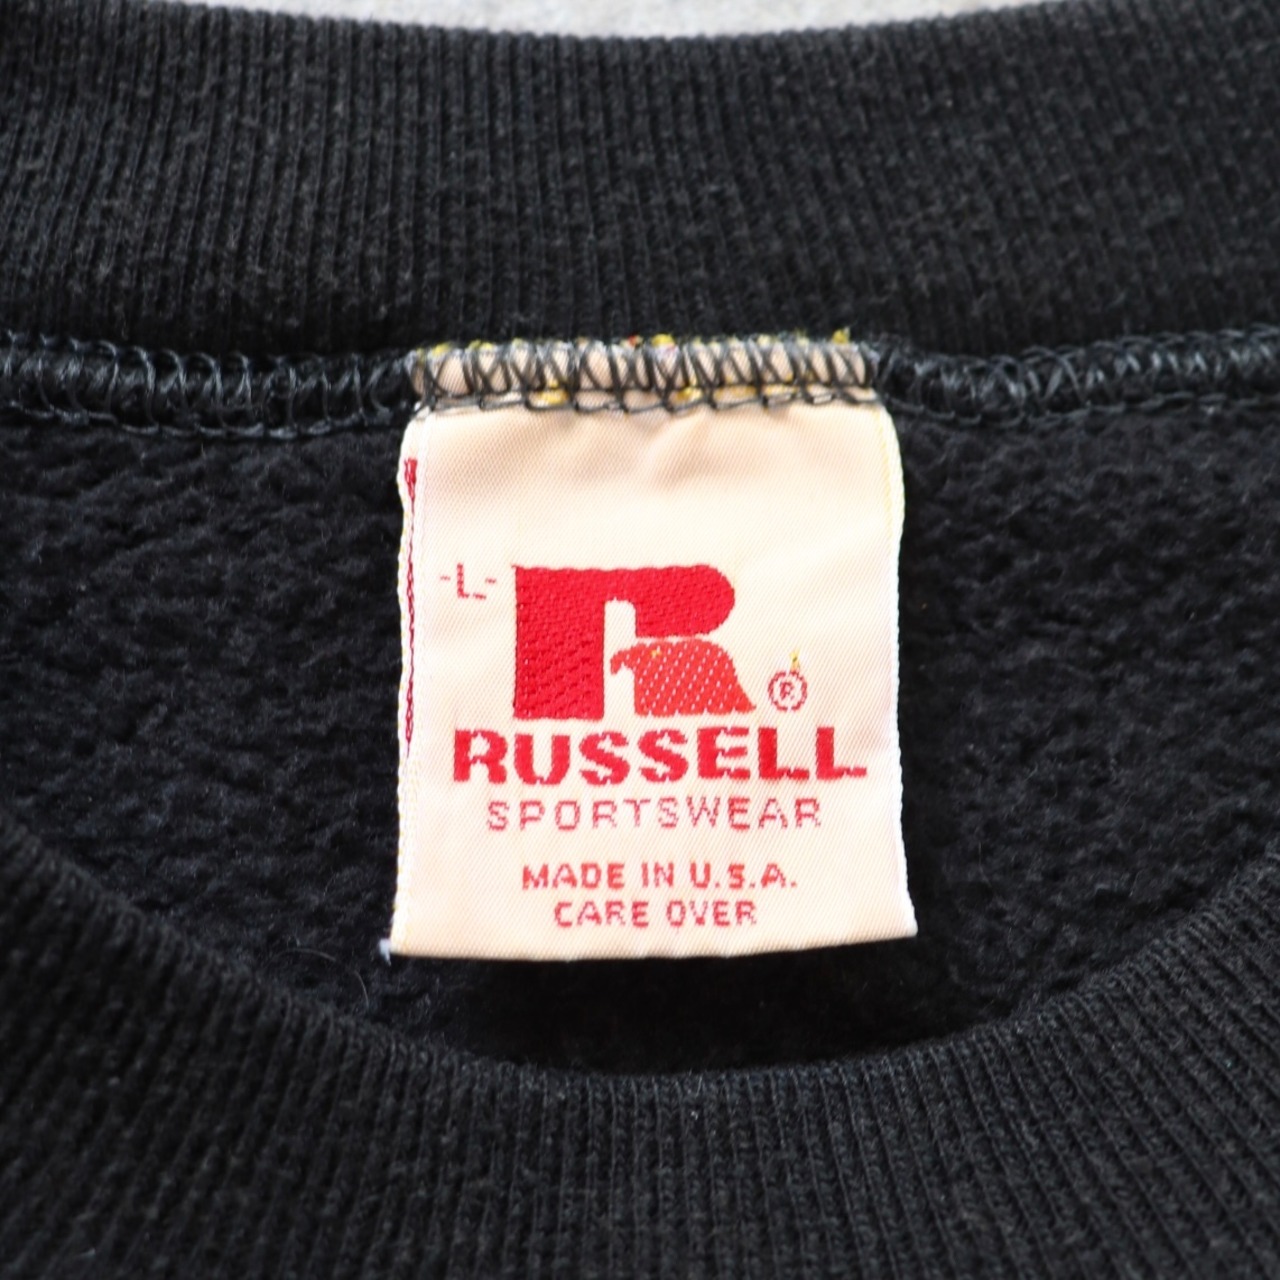 -L-
R ®
RUSSELL
SPORTSWEAR
MADE IN U.S.A.
CARE OVER